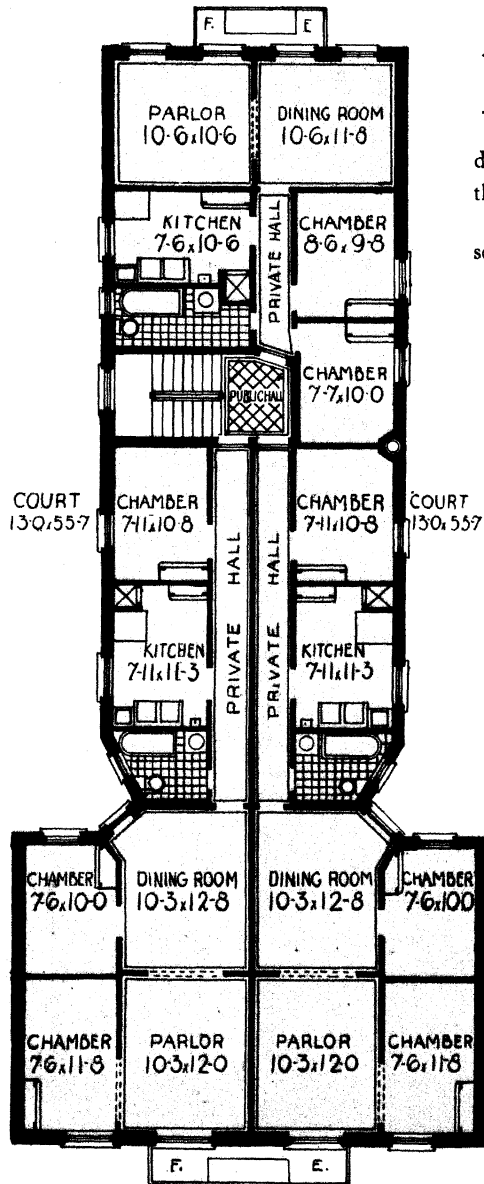 F. E
PARLOR
10-6x10-6
DINING ROOM
10-6x11-8
KITCHEN
7-6x10-6
PRIVATE HALL
CHAMBER
8-6x9-8
CHAMBER
7-7x10-0
PUBLIC HALL
COURT
13-0x55-7
CHAMBER
7-11x10-8
PRIVATE HALL
PRIVATE HALL
CHAMBER
7-11x10-8
COURT
13-0x55-7
KITCHEN
7-11x11-3
KITCHEN
7-11x11-3
CHAMBER
7-6x10-0
DINING ROOM
10-3x12-8
DINING ROOM
10-3x12-8
CHAMBER
7-6x10-0
CHAMBER
7-6x11-8
PARLOR
10-3x12-0
PARLOR
10-3x12-0
CHAMBER
7-6x11-8
F. E.